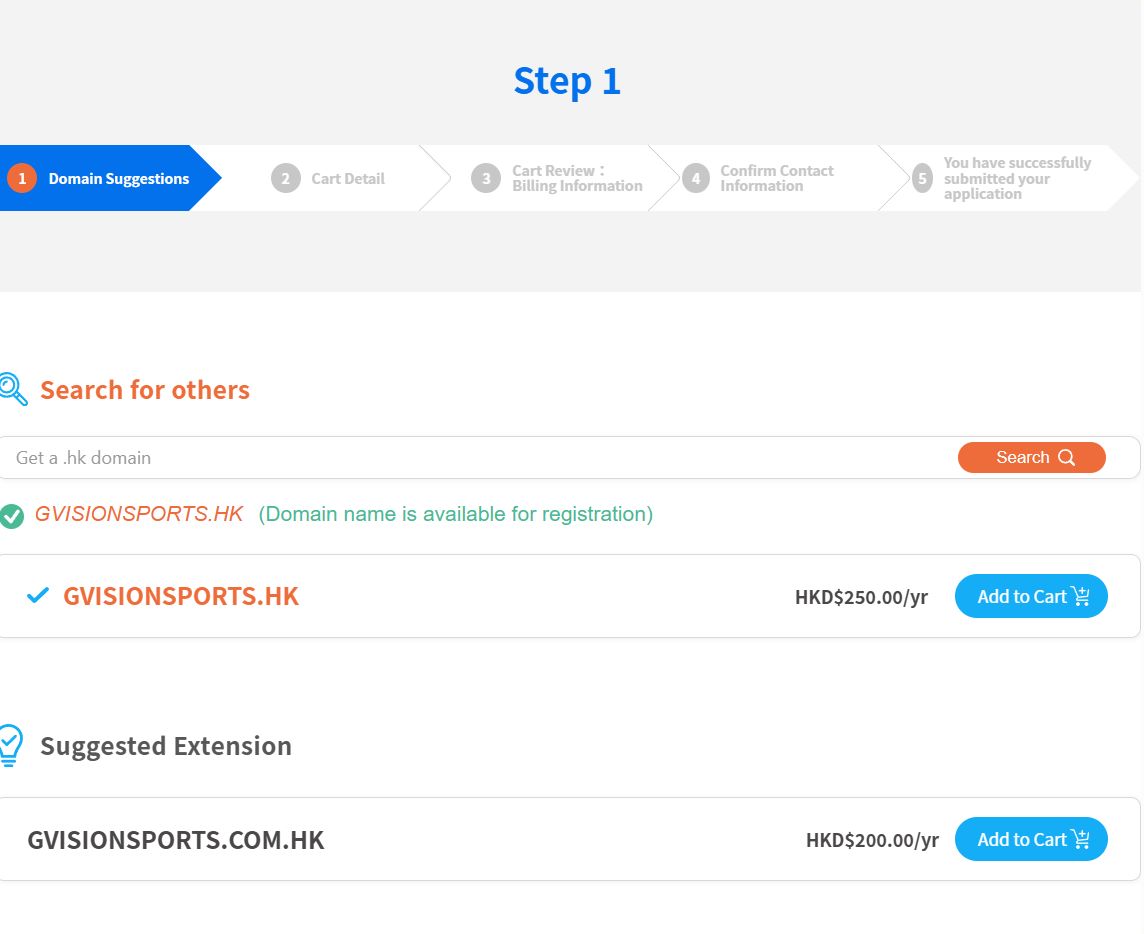 Step 1
1 Domain Suggestions
2 Cart Detail
3 Cart Review：
Billing Information
4 Confirm Contact
Information
5 You have successfully
submitted your
application
Search for others
Get a .hk domain
Search
GVISIONSPORTS.HK (Domain name is available for registration)
GVISIONSPORTS.HK HKD$250.00/yr Add to Cart
Suggested Extension
GVISIONSPORTS.COM.HK HKD$200.00/yr Add to Cart